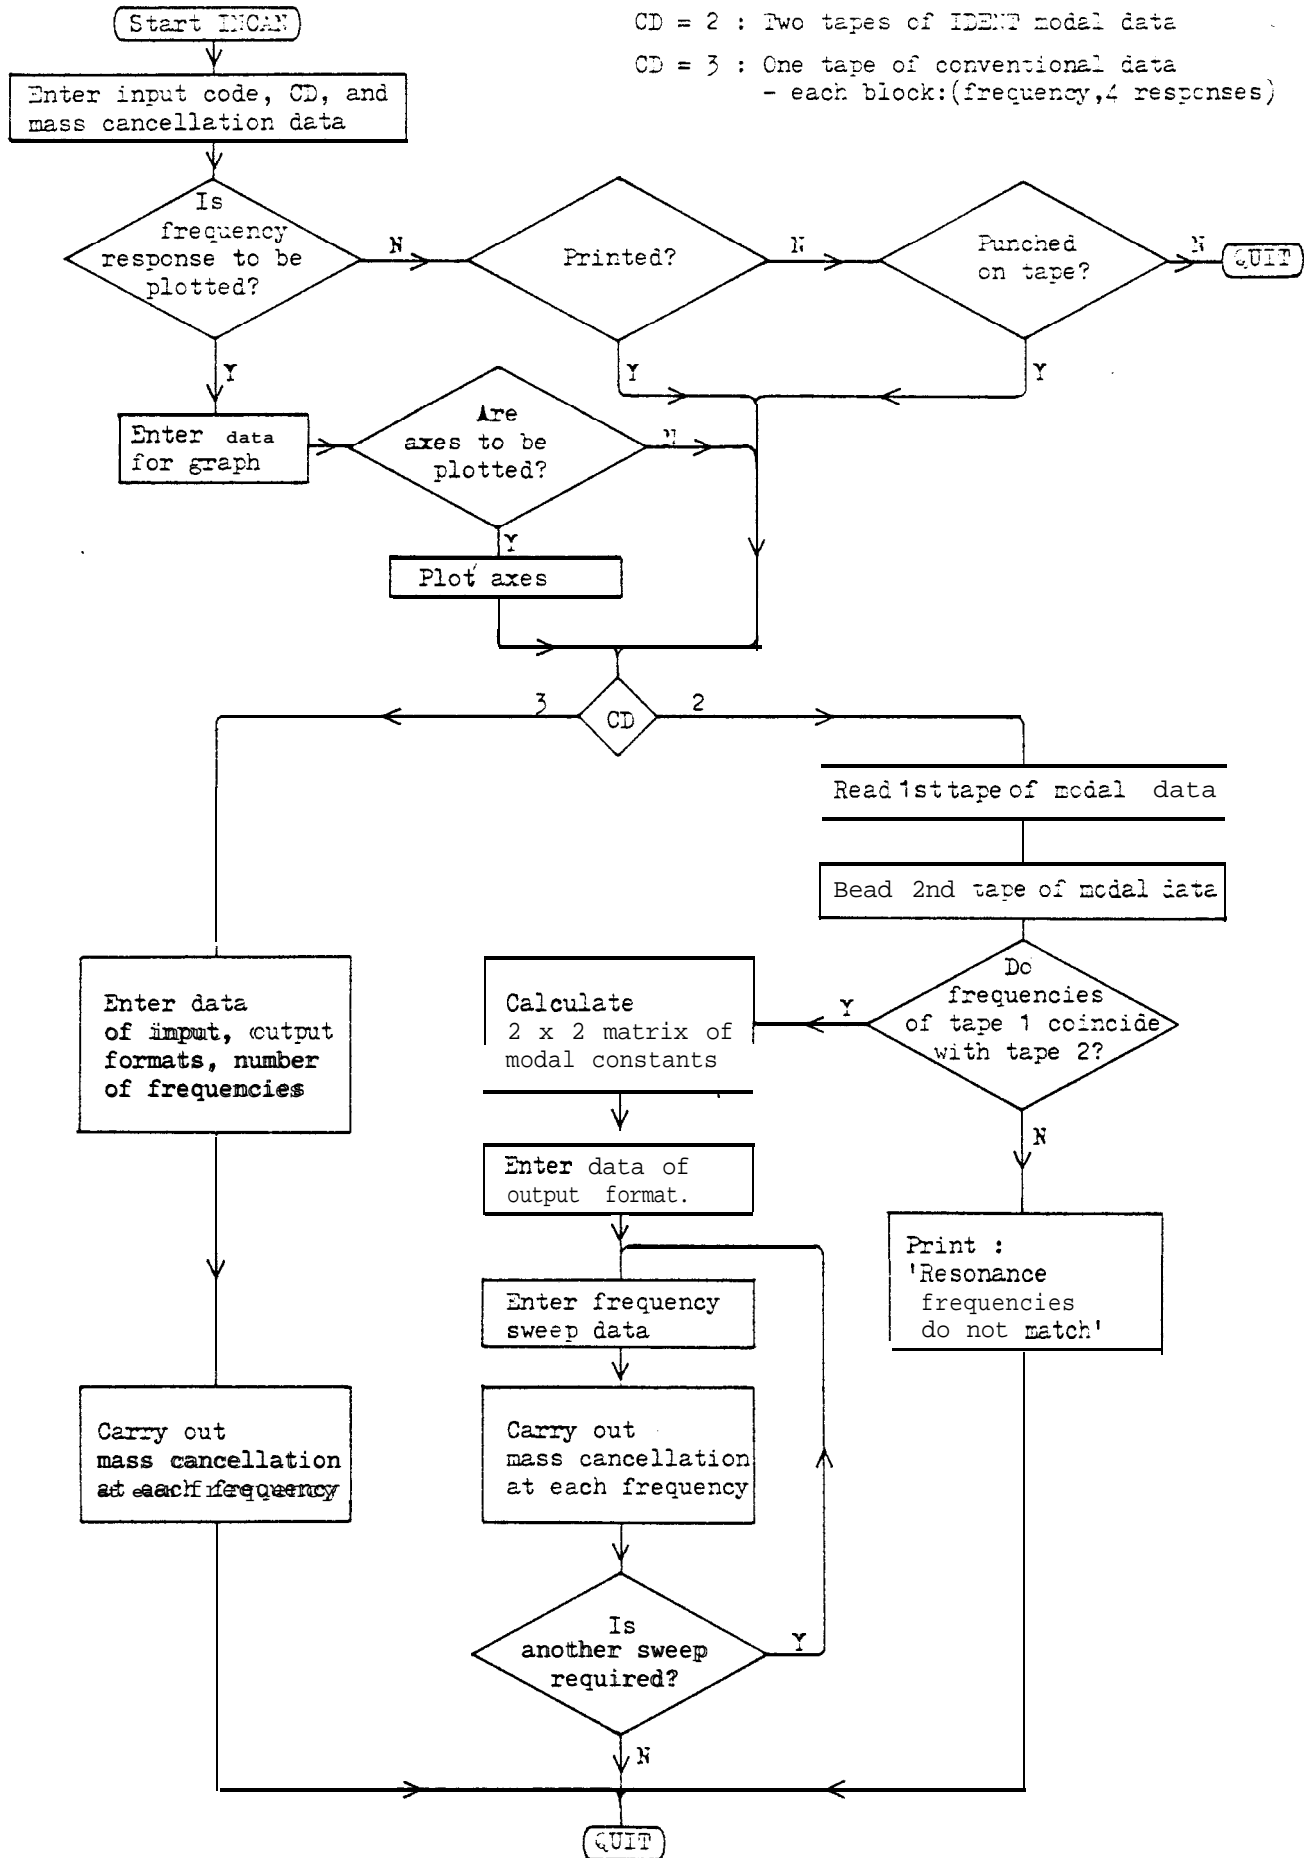 Start INCAN
CD = 2 : Two tapes of IDENT modal data
CD = 3 : One tape of conventional data
- each block:(frequency,4 responses)
Enter input code, CD, and
mass cancellation data
Is
frequency
response to be
plotted?
N
Printed?
N
Punched
on tape?
N
QUIT
Y
Y
Y
Enter data
for graph
Are
axes to be
plotted?
N
Y
Plot axes
3
CD
2
Read 1st tape of modal data
Bead 2nd tape of modal data
Do
frequencies
of tape 1 coincide
with tape 2?
Y
N
Calculate
2 x 2 matrix of
modal constants
Enter data
of input, output
formats, number
of frequencies
Enter data of
output format.
Print :
'Resonance
frequencies
do not match'
Enter frequency
sweep data
Carry out
mass cancellation
at each frequency
Carry out
mass cancellation
at each frequency
Is
another sweep
required?
Y
N
QUIT